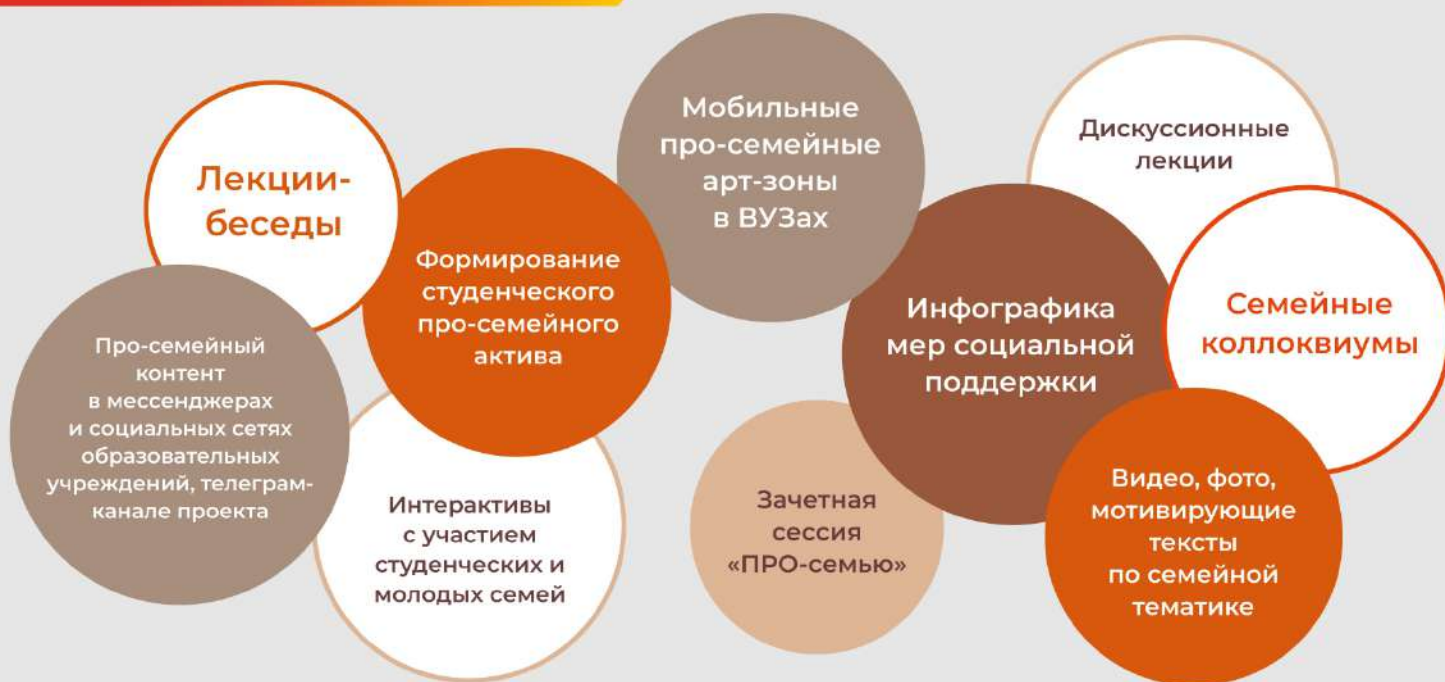 Лекции-
беседы
Формирование
студенческого
про-семейного
актива
Мобильные
про-семейные
арт-зоны
в ВУЗах
Дискуссионные
лекции
Про-семейный
контент
в мессенджерах
и социальных сетях
образовательных
учреждений, телеграм-
канале проекта
Интерактивы
с участием
студенческих и
молодых семей
Зачетная
сессия
«ПРО-семью»
Инфографика
мер социальной
поддержки
Семейные
коллоквиумы
Видео, фото,
мотивирующие
тексты
по семейной
тематике